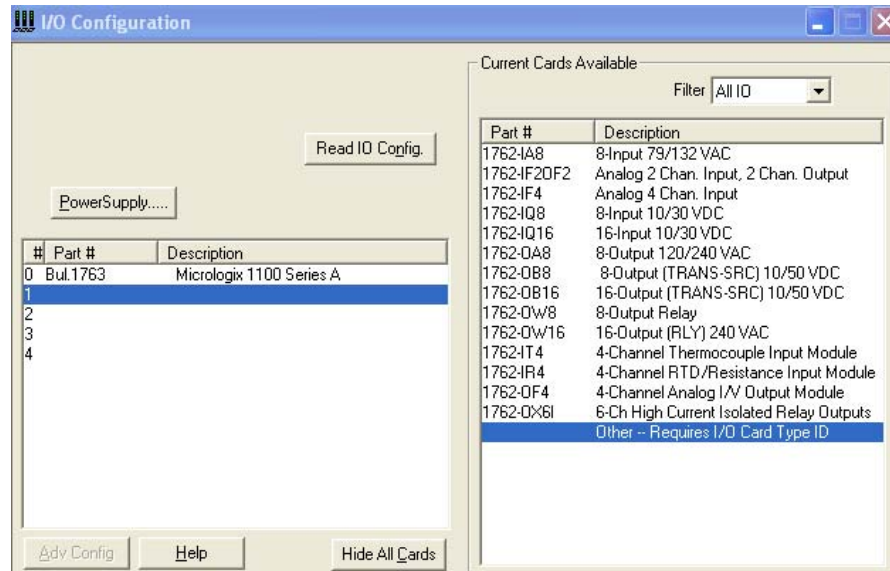 I/O Configuration
Current Cards Available
Filter All IO
Read IO Config.
PowerSupply.....
# Part # Description
0 Bul.1763 Micrologix 1100 Series A
1
2
3
4
Adv Config Help Hide All Cards
Part # Description
1762-IA8 8-Input 79/132 VAC
1762-IF2OF2 Analog 2 Chan. Input, 2 Chan. Output
1762-IF4 Analog 4 Chan. Input
1762-IQ8 8-Input 10/30 VDC
1762-IQ16 16-Input 10/30 VDC
1762-OA8 8-Output 120/240 VAC
1762-OB8 8-Output (TRANS-SRC) 10/50 VDC
1762-OB16 16-Output (TRANS-SRC) 10/50 VDC
1762-OW8 8-Output Relay
1762-OW16 16-Output (RLY) 240 VAC
1762-IT4 4-Channel Thermocouple Input Module
1762-IR4 4-Channel RTD/Resistance Input Module
1762-OF4 4-Channel Analog I/V Output Module
1762-OX6I 6-Ch High Current Isolated Relay Outputs
Other -- Requires I/O Card Type ID